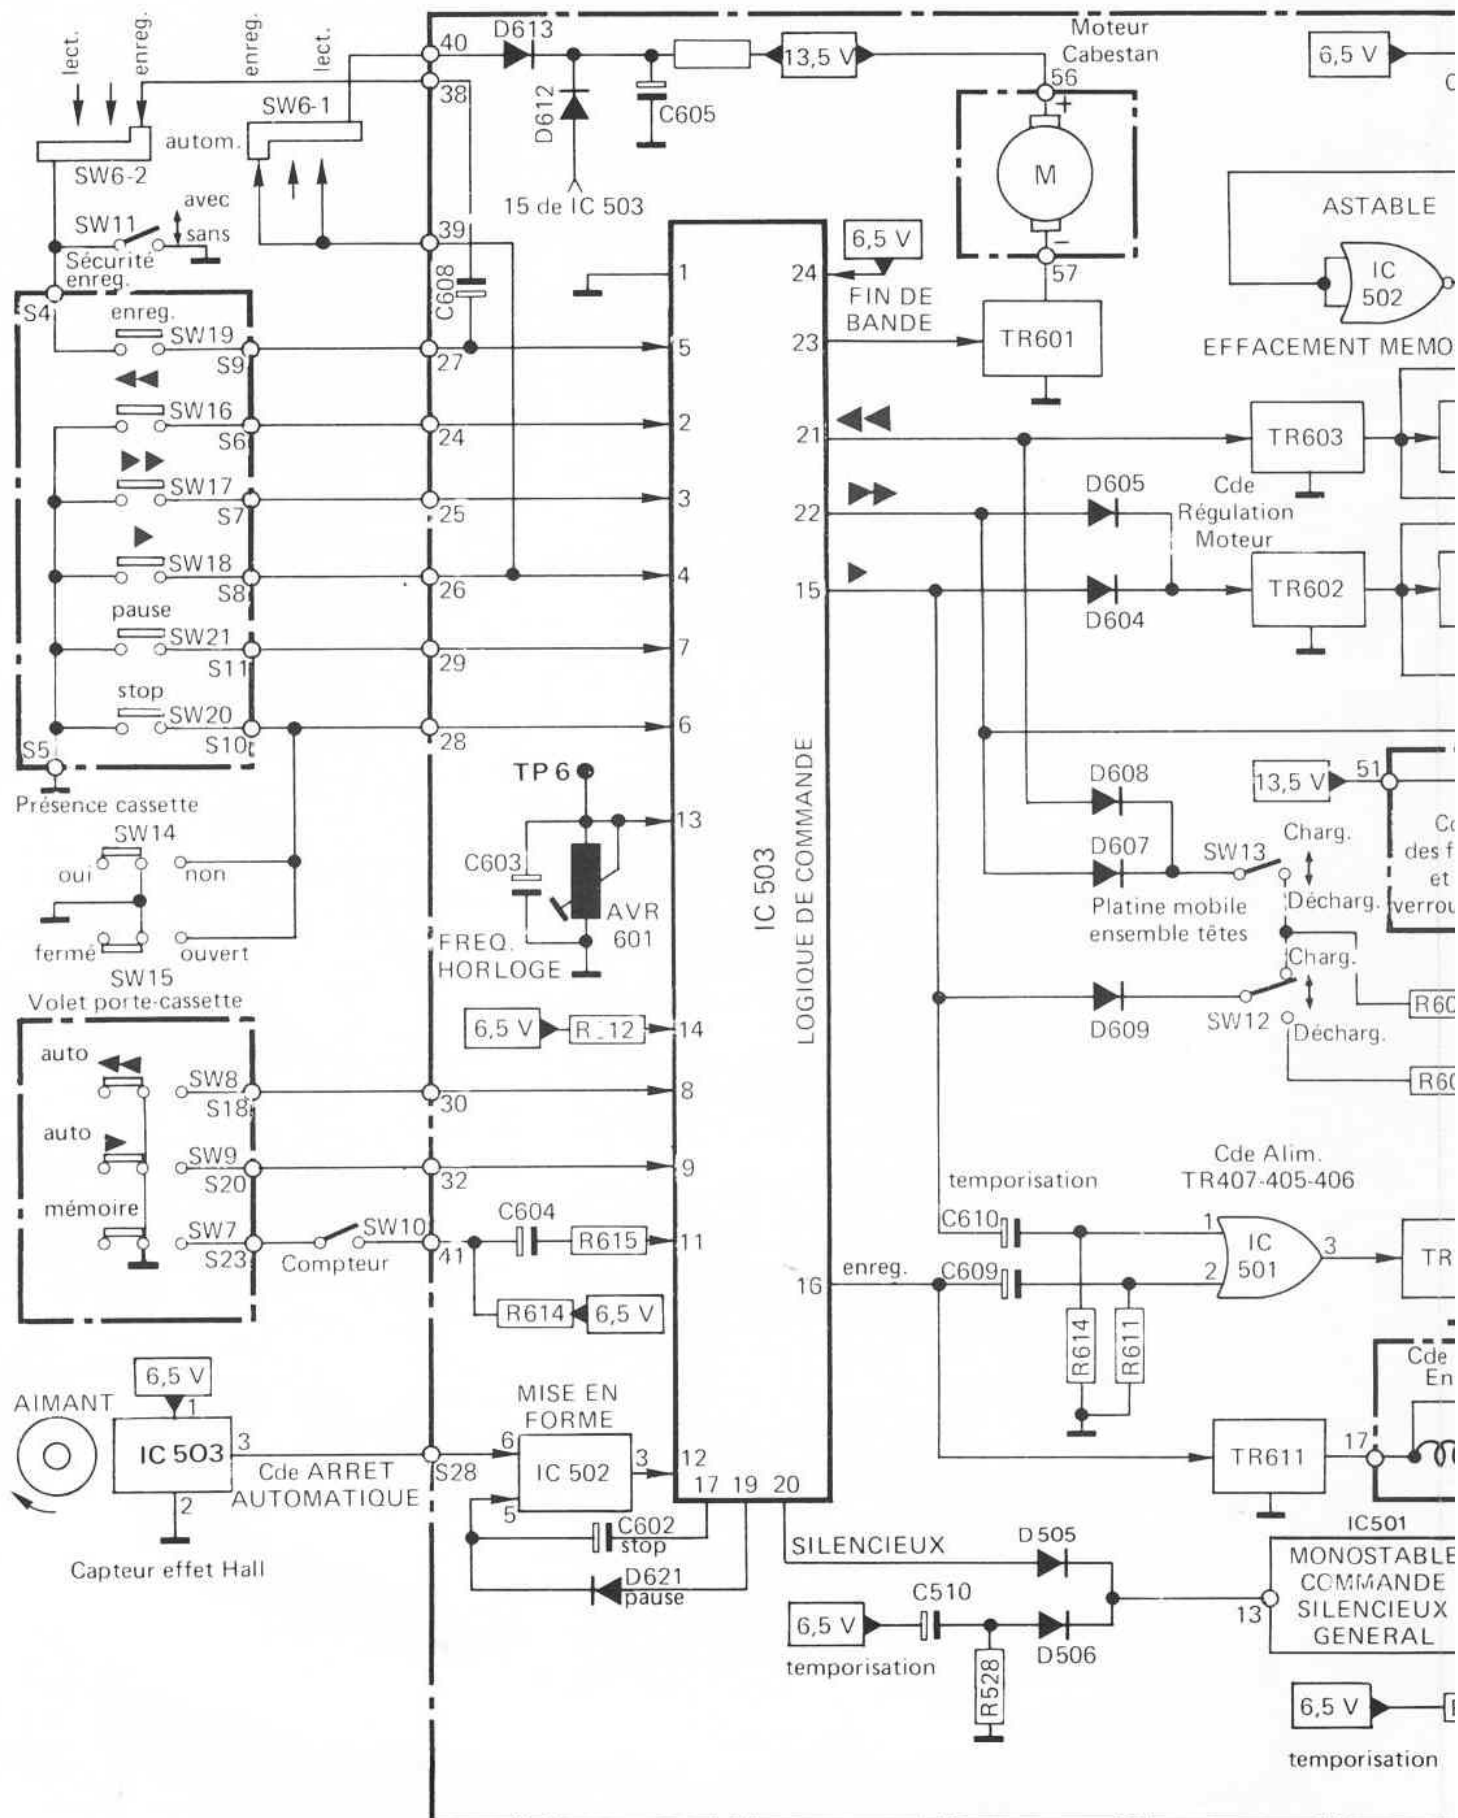 lect.
enreg.
enreg.
lect.
SW6-1
autom.
SW6-2
SW11
avec
sans
Sécurité
enreg.
40
D613
38
D612
C605
15 de IC 503
13,5 V
Moteur
Cabestan
56
+
M
−
57
6,5 V
C
ASTABLE
IC
502
EFFACEMENT MEMO
39
C608
1
6,5 V
24
FIN DE
BANDE
23
TR601
S4
enreg.
SW19
S9
27
5
SW16
S6
24
2
21
TR603
SW17
S7
25
3
22
D605
Cde
Régulation
Moteur
SW18
S8
26
4
15
D604
TR602
pause
SW21
S11
29
7
stop
SW20
S10
28
6
S5
Présence cassette
SW14
oui
non
fermé
ouvert
SW15
Volet porte-cassette
TP 6
13
C603
AVR
601
FREQ.
HORLOGE
IC 503
LOGIQUE DE COMMANDE
D608
D607
SW13
Charg.
Décharg.
Platine mobile
ensemble têtes
13,5 V
51
des f
et
verrou
Charg.
SW12
Décharg.
D609
R60
R60
6,5 V
14
auto
SW8
S18
30
8
auto
SW9
S20
32
9
mémoire
SW7
S23
SW10
Compteur
41
C604
R615
11
R614
6,5 V
temporisation
Cde Alim.
TR407-405-406
C610
1
IC
501
3
TR
enreg.
16
C609
2
R614
R611
Cde
En
6,5 V
AIMANT
1
IC 503
3
2
Cde ARRET
AUTOMATIQUE
Capteur effet Hall
S28
MISE EN
FORME
6
IC 502
3
5
12
17
19
20
TR611
17
C602
stop
D621
pause
SILENCIEUX
D505
6,5 V
C510
D506
R528
temporisation
13
IC501
MONOSTABLE
COMMANDE
SILENCIEUX
GENERAL
6,5 V
temporisation